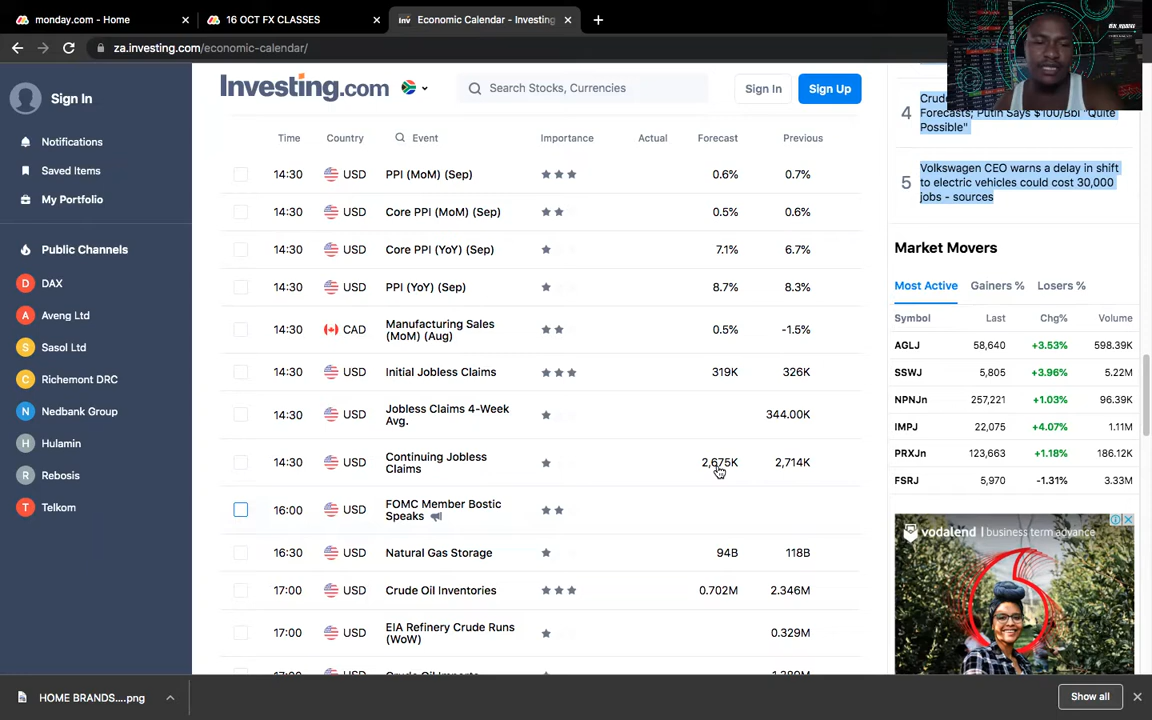 monday.com - Home
16 OCT FX CLASSES
Inv Economic Calendar - Investing
za.investing.com/economic-calendar/
Sign In
Notifications
Saved Items
My Portfolio
Public Channels
D DAX
A Aveng Ltd
S Sasol Ltd
R Richemont DRC
N Nedbank Group
H Hulamin
R Rebosis
T Telkom
Investing.com
Search Stocks, Currencies
Sign In
Sign Up
Time Country Event Importance Actual Forecast Previous
14:30 USD PPI (MoM) (Sep) 0.6% 0.7%
14:30 USD Core PPI (MoM) (Sep) 0.5% 0.6%
14:30 USD Core PPI (YoY) (Sep) 7.1% 6.7%
14:30 USD PPI (YoY) (Sep) 8.7% 8.3%
14:30 CAD Manufacturing Sales (MoM) (Aug) 0.5% -1.5%
14:30 USD Initial Jobless Claims 319K 326K
14:30 USD Jobless Claims 4-Week Avg. 344.00K
14:30 USD Continuing Jobless Claims 2,675K 2,714K
16:00 USD FOMC Member Bostic Speaks
16:30 USD Natural Gas Storage 94B 118B
17:00 USD Crude Oil Inventories 0.702M 2.346M
17:00 USD EIA Refinery Crude Runs (WoW) 0.329M
4
Forecasts; Putin Says $100/Bbl "Quite
Possible"
5
Volkswagen CEO warns a delay in shift
to electric vehicles could cost 30,000
jobs - sources
Market Movers
Most Active Gainers % Losers %
Symbol Last Chg% Volume
AGLJ 58,640 +3.53% 598.39K
SSWJ 5,805 +3.96% 5.22M
NPNJn 257,221 +1.03% 96.39K
IMPJ 22,075 +4.07% 1.11M
PRXJn 123,663 +1.18% 186.12K
FSRJ 5,970 -1.31% 3.33M
vodalend business term advance
HOME BRANDS....png
Show all